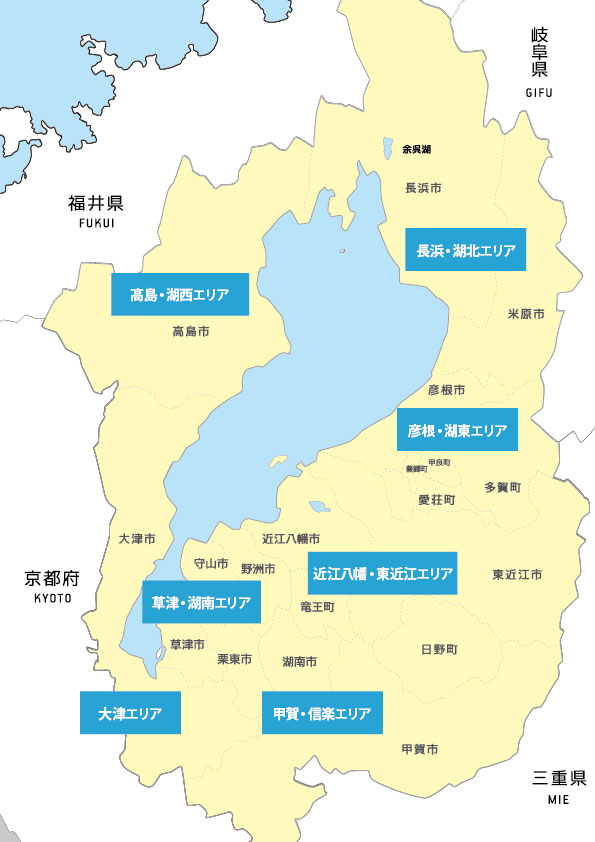 岐阜県
GIFU
余呉湖
長浜市
福井県
FUKUI
長浜・湖北エリア
高島・湖西エリア
米原市
高島市
彦根市
彦根・湖東エリア
甲良町
豊郷町
多賀町
愛荘町
大津市
近江八幡市
守山市
野洲市
近江八幡・東近江エリア
東近江市
京都府
KYOTO
草津・湖南エリア
竜王町
草津市
日野町
栗東市
湖南市
大津エリア
甲賀・信楽エリア
甲賀市
三重県
MIE